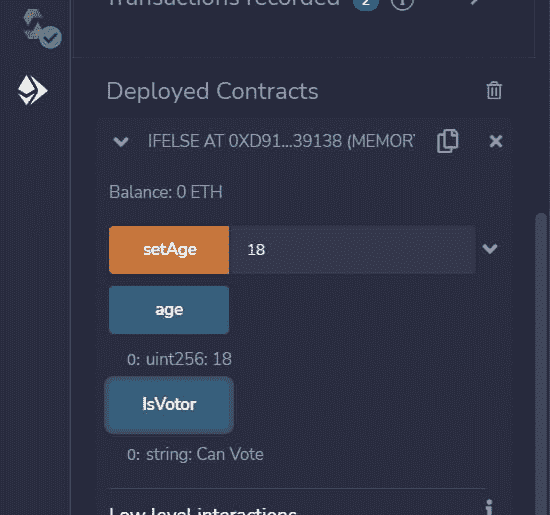 Transactions recorded 2 i
Deployed Contracts
IFELSE AT 0XD91...39138 (MEMORY
Balance: 0 ETH
setAge 18
age
0: uint256: 18
IsVotor
0: string: Can Vote
Low level interactions i